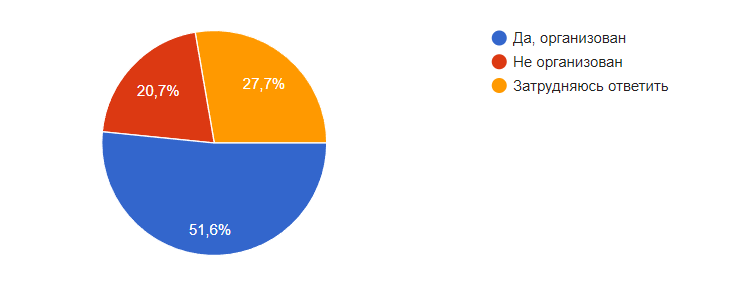 Да, организован
Не организован
Затрудняюсь ответить
20,7%
27,7%
51,6%